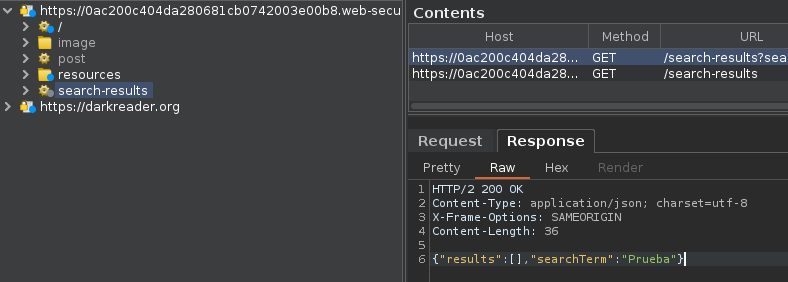 https://0ac200c404da280681cb0742003e00b8.web-secu
/
image
post
resources
search-results
https://darkreader.org
Contents
Host Method URL
https://0ac200c404da28... GET /search-results?sea
https://0ac200c404da28... GET /search-results
Request Response
Pretty Raw Hex Render
1 HTTP/2 200 OK
2 Content-Type: application/json; charset=utf-8
3 X-Frame-Options: SAMEORIGIN
4 Content-Length: 36
5
6 {"results":[],"searchTerm":"Prueba"}